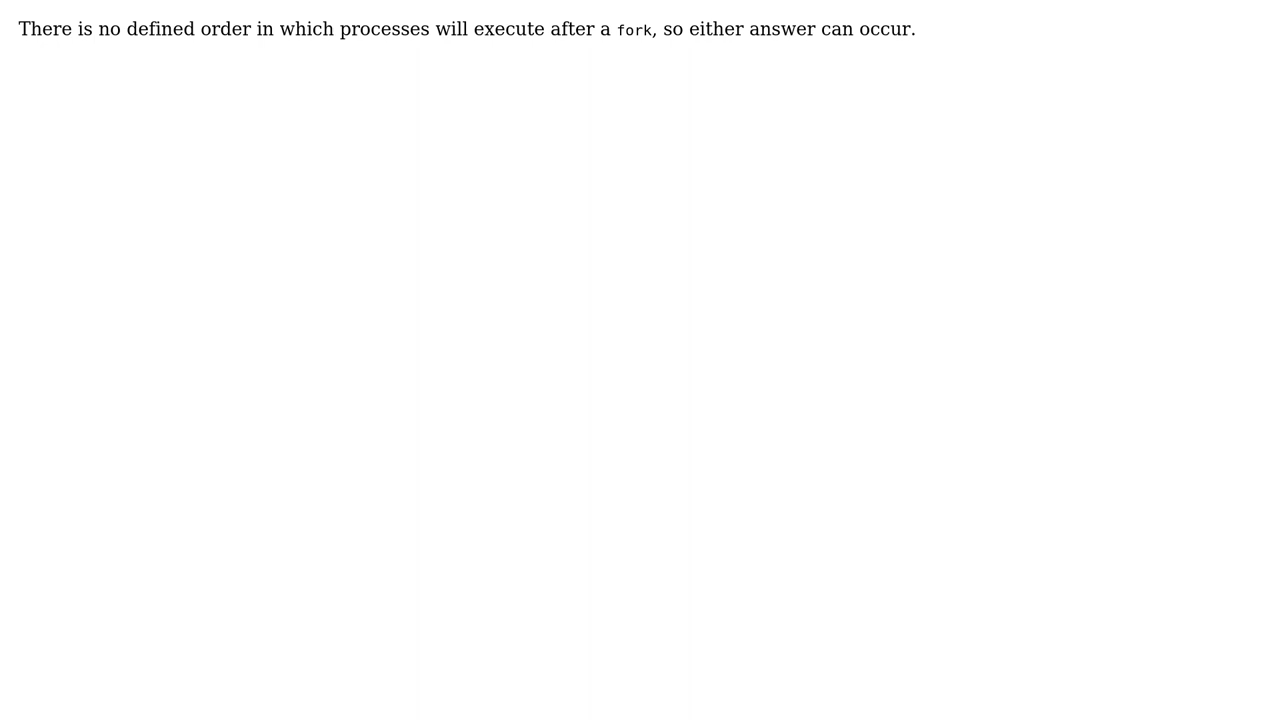 There is no defined order in which processes will execute after a fork, so either answer can occur.